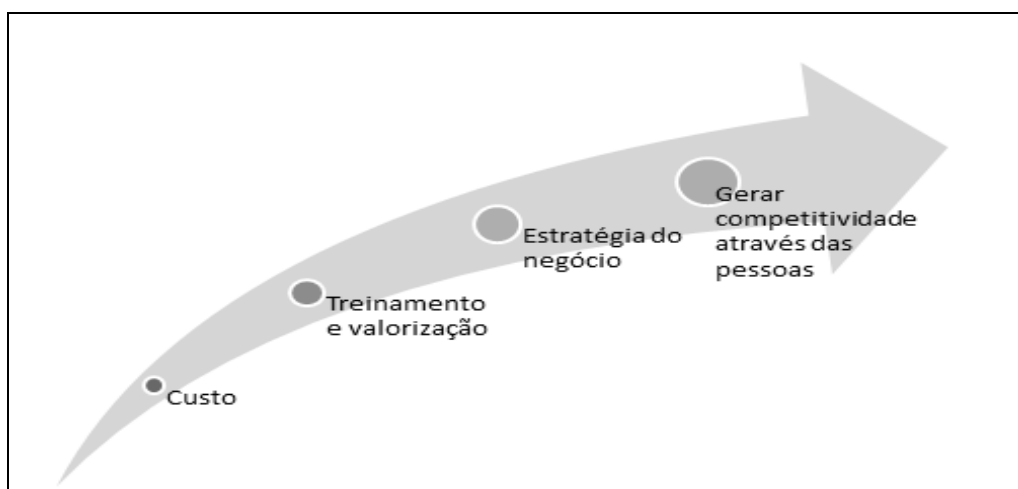 Gerar
competitividade
através das
pessoas
Estratégia do
negócio
Treinamento
e valorização
Custo